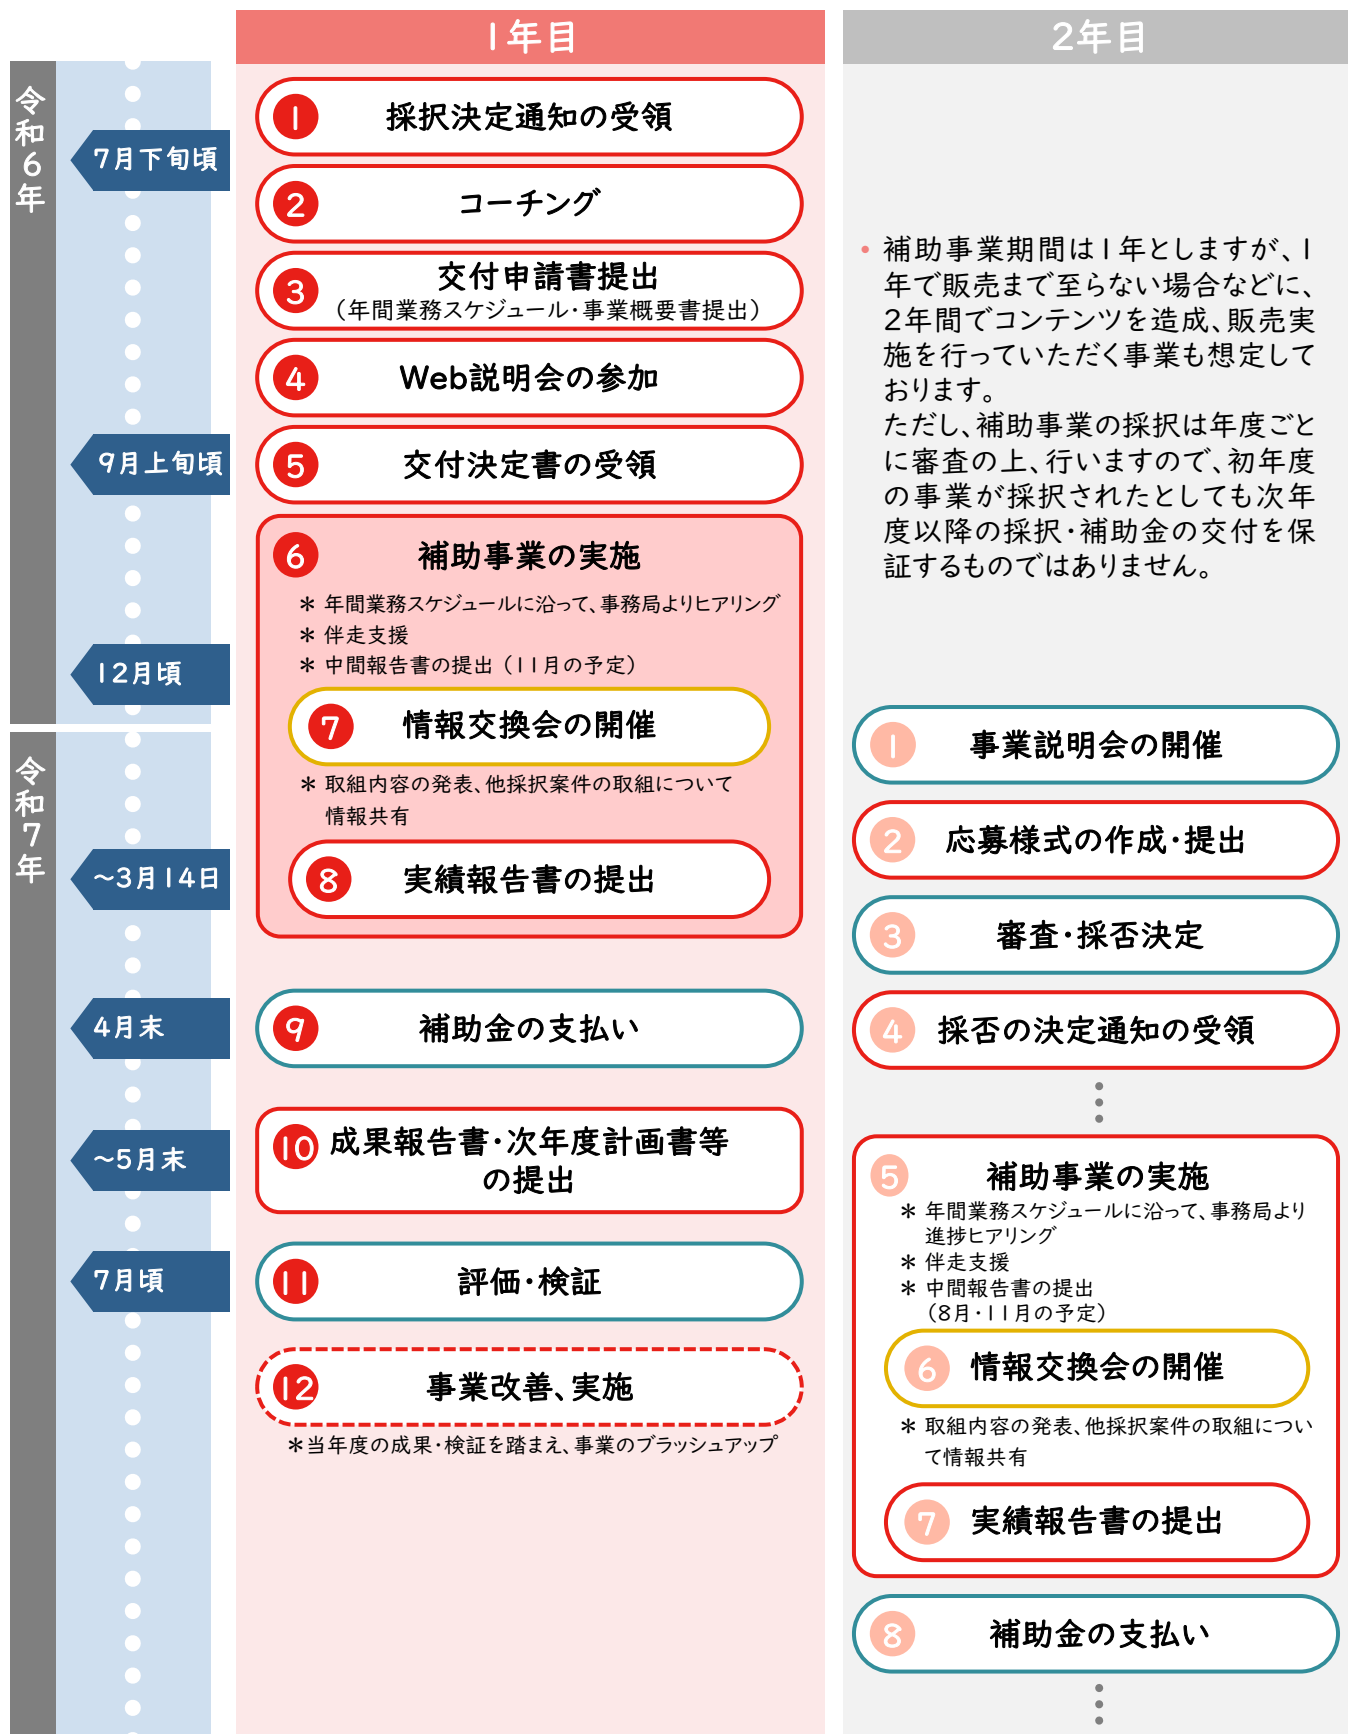 1年目
2年目
令和6年
7月下旬頃
9月上旬頃
12月頃
令和7年
～3月14日
4月末
～5月末
7月頃
1 採択決定通知の受領
2 コーチング
3 交付申請書提出
（年間業務スケジュール・事業概要書提出）
4 Web説明会の参加
5 交付決定書の受領
6 補助事業の実施
＊ 年間業務スケジュールに沿って、事務局よりヒアリング
＊ 伴走支援
＊ 中間報告書の提出（11月の予定）
7 情報交換会の開催
＊ 取組内容の発表、他採択案件の取組について
情報共有
8 実績報告書の提出
9 補助金の支払い
10 成果報告書・次年度計画書等
の提出
11 評価・検証
12 事業改善、実施
＊当年度の成果・検証を踏まえ、事業のブラッシュアップ
• 補助事業期間は1年としますが、1
年で販売まで至らない場合などに、
2年間でコンテンツを造成、販売実
施を行っていただく事業も想定して
おります。
ただし、補助事業の採択は年度ごと
に審査の上、行いますので、初年度
の事業が採択されたとしても次年
度以降の採択・補助金の交付を保
証するものではありません。
1 事業説明会の開催
2 応募様式の作成・提出
3 審査・採否決定
4 採否の決定通知の受領
5 補助事業の実施
＊ 年間業務スケジュールに沿って、事務局より
進捗ヒアリング
＊ 伴走支援
＊ 中間報告書の提出
（8月・11月の予定）
6 情報交換会の開催
＊ 取組内容の発表、他採択案件の取組につい
て情報共有
7 実績報告書の提出
8 補助金の支払い